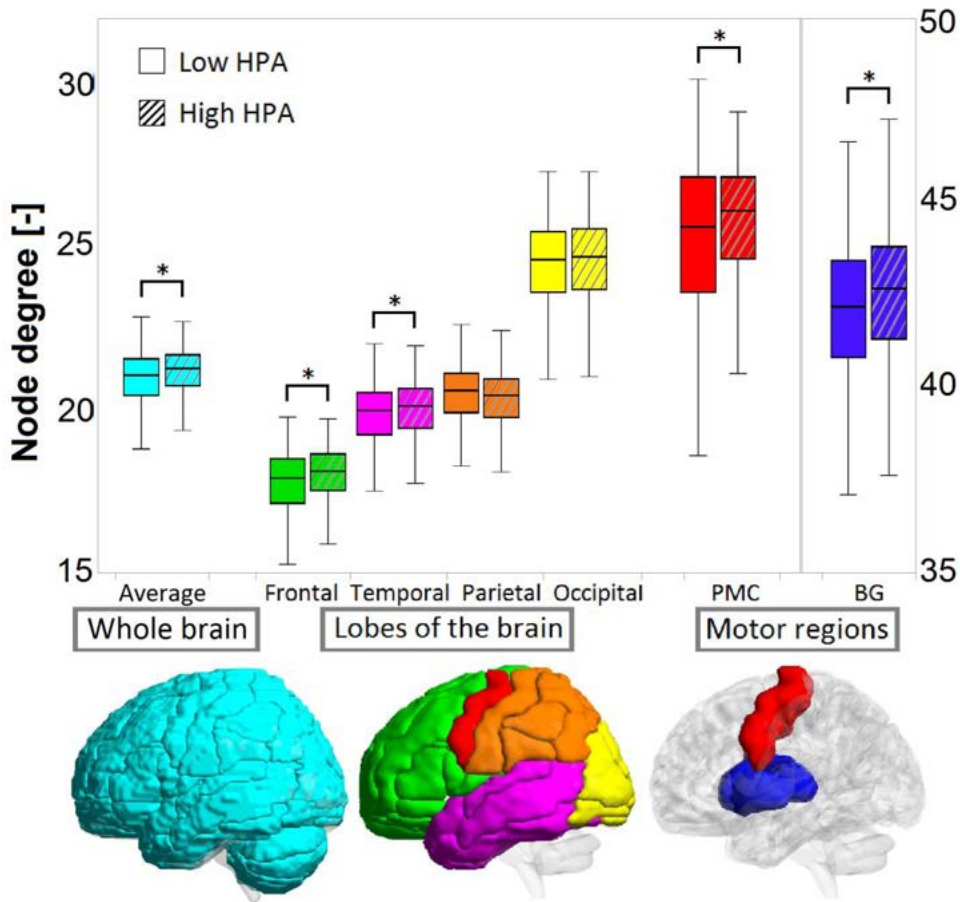 Low HPA
High HPA
Node degree [-]
30
25
20
15
50
45
40
35
*
*
*
*
*
Average
Frontal
Temporal
Parietal
Occipital
PMC
BG
Whole brain
Lobes of the brain
Motor regions